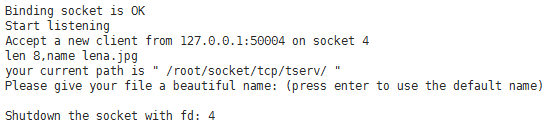 Binding socket is OK
Start listening
Accept a new client from 127.0.0.1:50004 on socket 4
len 8,name lena.jpg
your current path is " /root/socket/tcp/tserv/ "
Please give your file a beautiful name: (press enter to use the default name)
Shutdown the socket with fd: 4